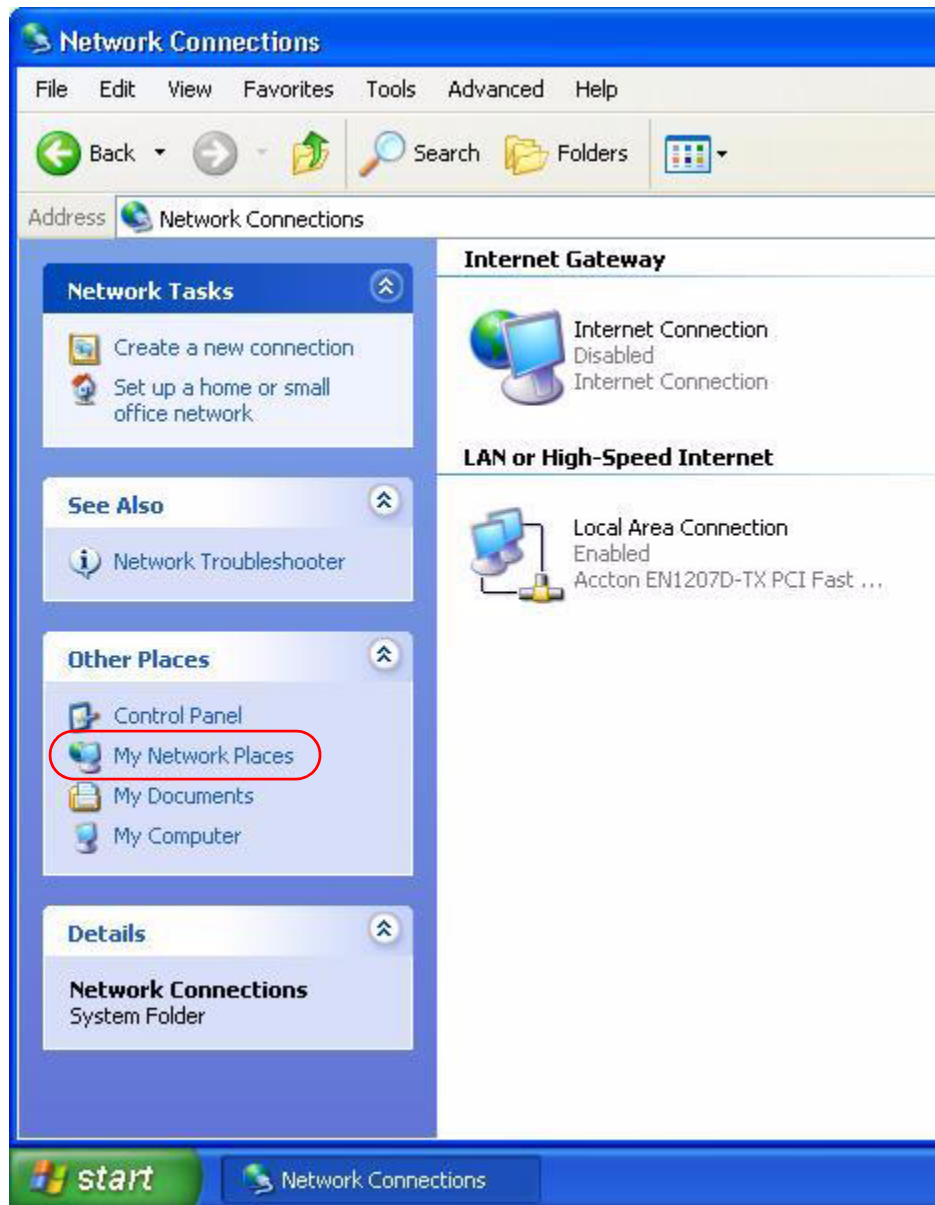 Network Connections
File Edit View Favorites Tools Advanced Help
Back Search Folders
Address Network Connections
Network Tasks
Create a new connection
Set up a home or small
office network
See Also
Network Troubleshooter
Other Places
Control Panel
My Network Places
My Documents
My Computer
Details
Network Connections
System Folder
Internet Gateway
Internet Connection
Disabled
Internet Connection
LAN or High-Speed Internet
Local Area Connection
Enabled
Accton EN1207D-TX PCI Fast ...
start Network Connections